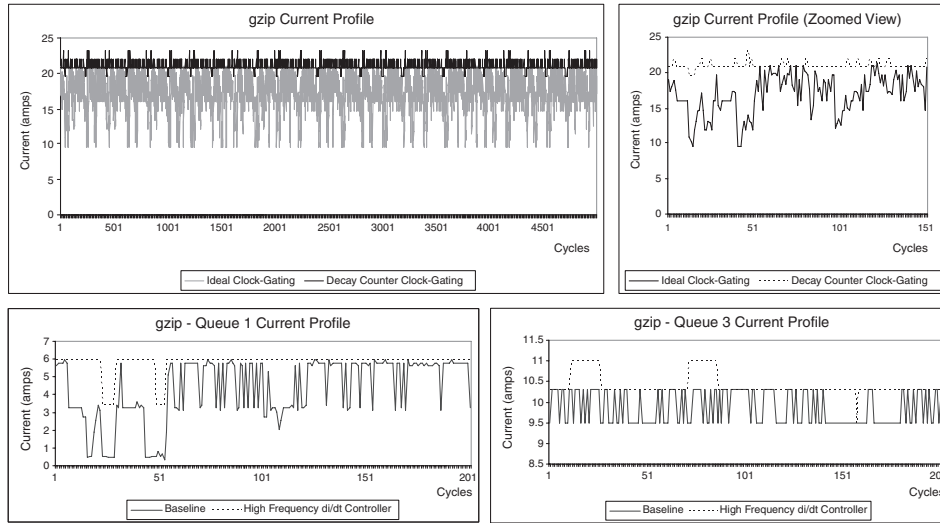 gzip Current Profile
25
20
15
10
5
0
Current (amps)
1 501 1001 1501 2001 2501 3001 3501 4001 4501
Cycles
Ideal Clock-Gating Decay Counter Clock-Gating
gzip Current Profile (Zoomed View)
25
20
15
10
5
0
Current (amps)
1 51 101 151
Cycles
Ideal Clock-Gating Decay Counter Clock-Gating
gzip - Queue 1 Current Profile
7
6
5
4
3
2
1
0
Current (amps)
1 51 101 151 201
Cycles
Baseline High Frequency di/dt Controller
gzip - Queue 3 Current Profile
11.5
11
10.5
10
9.5
9
8.5
Current (amps)
1 51 101 151 20
Cycles
Baseline High Frequency di/dt Controller